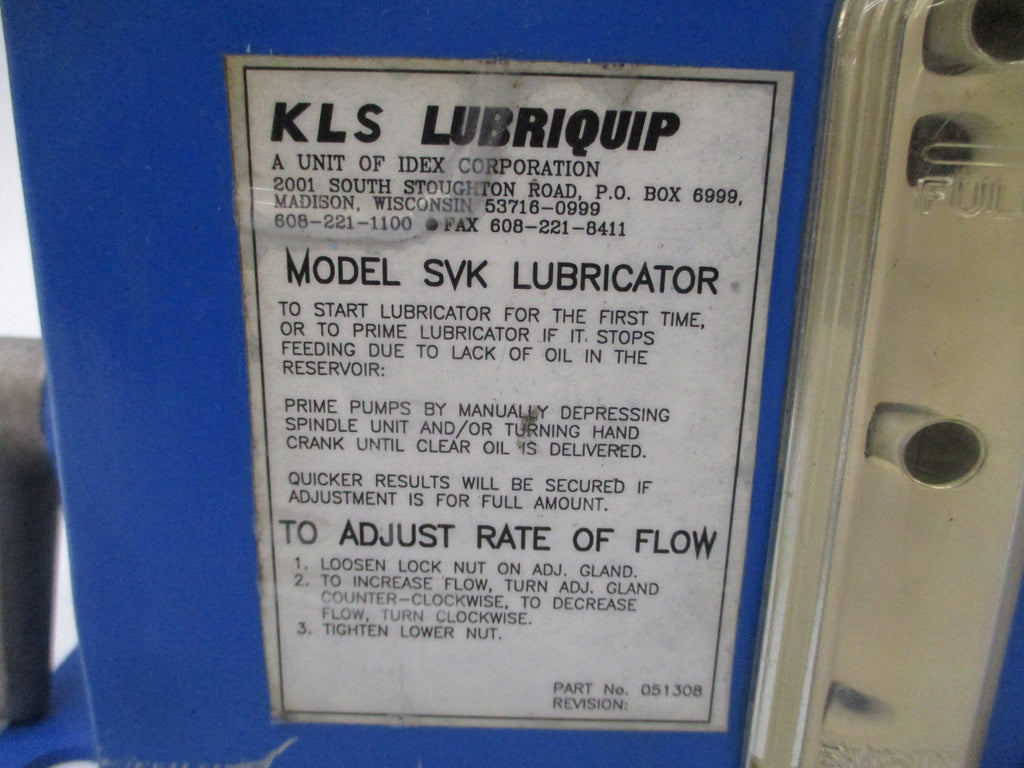 KLS LUBRIQUIP
A UNIT OF IDEX CORPORATION
2001 SOUTH STOUGHTON ROAD, P.O. BOX 6999,
MADISON, WISCONSIN 53716-0999
608-221-1100 ● FAX 608-221-8411
MODEL SVK LUBRICATOR
TO START LUBRICATOR FOR THE FIRST TIME,
OR TO PRIME LUBRICATOR IF IT STOPS
FEEDING DUE TO LACK OF OIL IN THE
RESERVOIR:
PRIME PUMPS BY MANUALLY DEPRESSING
SPINDLE UNIT AND/OR TURNING HAND
CRANK UNTIL CLEAR OIL IS DELIVERED.
QUICKER RESULTS WILL BE SECURED IF
ADJUSTMENT IS FOR FULL AMOUNT.
TO ADJUST RATE OF FLOW
1. LOOSEN LOCK NUT ON ADJ. GLAND.
2. TO INCREASE FLOW, TURN ADJ. GLAND
COUNTER-CLOCKWISE, TO DECREASE
FLOW, TURN CLOCKWISE.
3. TIGHTEN LOWER NUT.
PART No. 051308
REVISION:
FUL